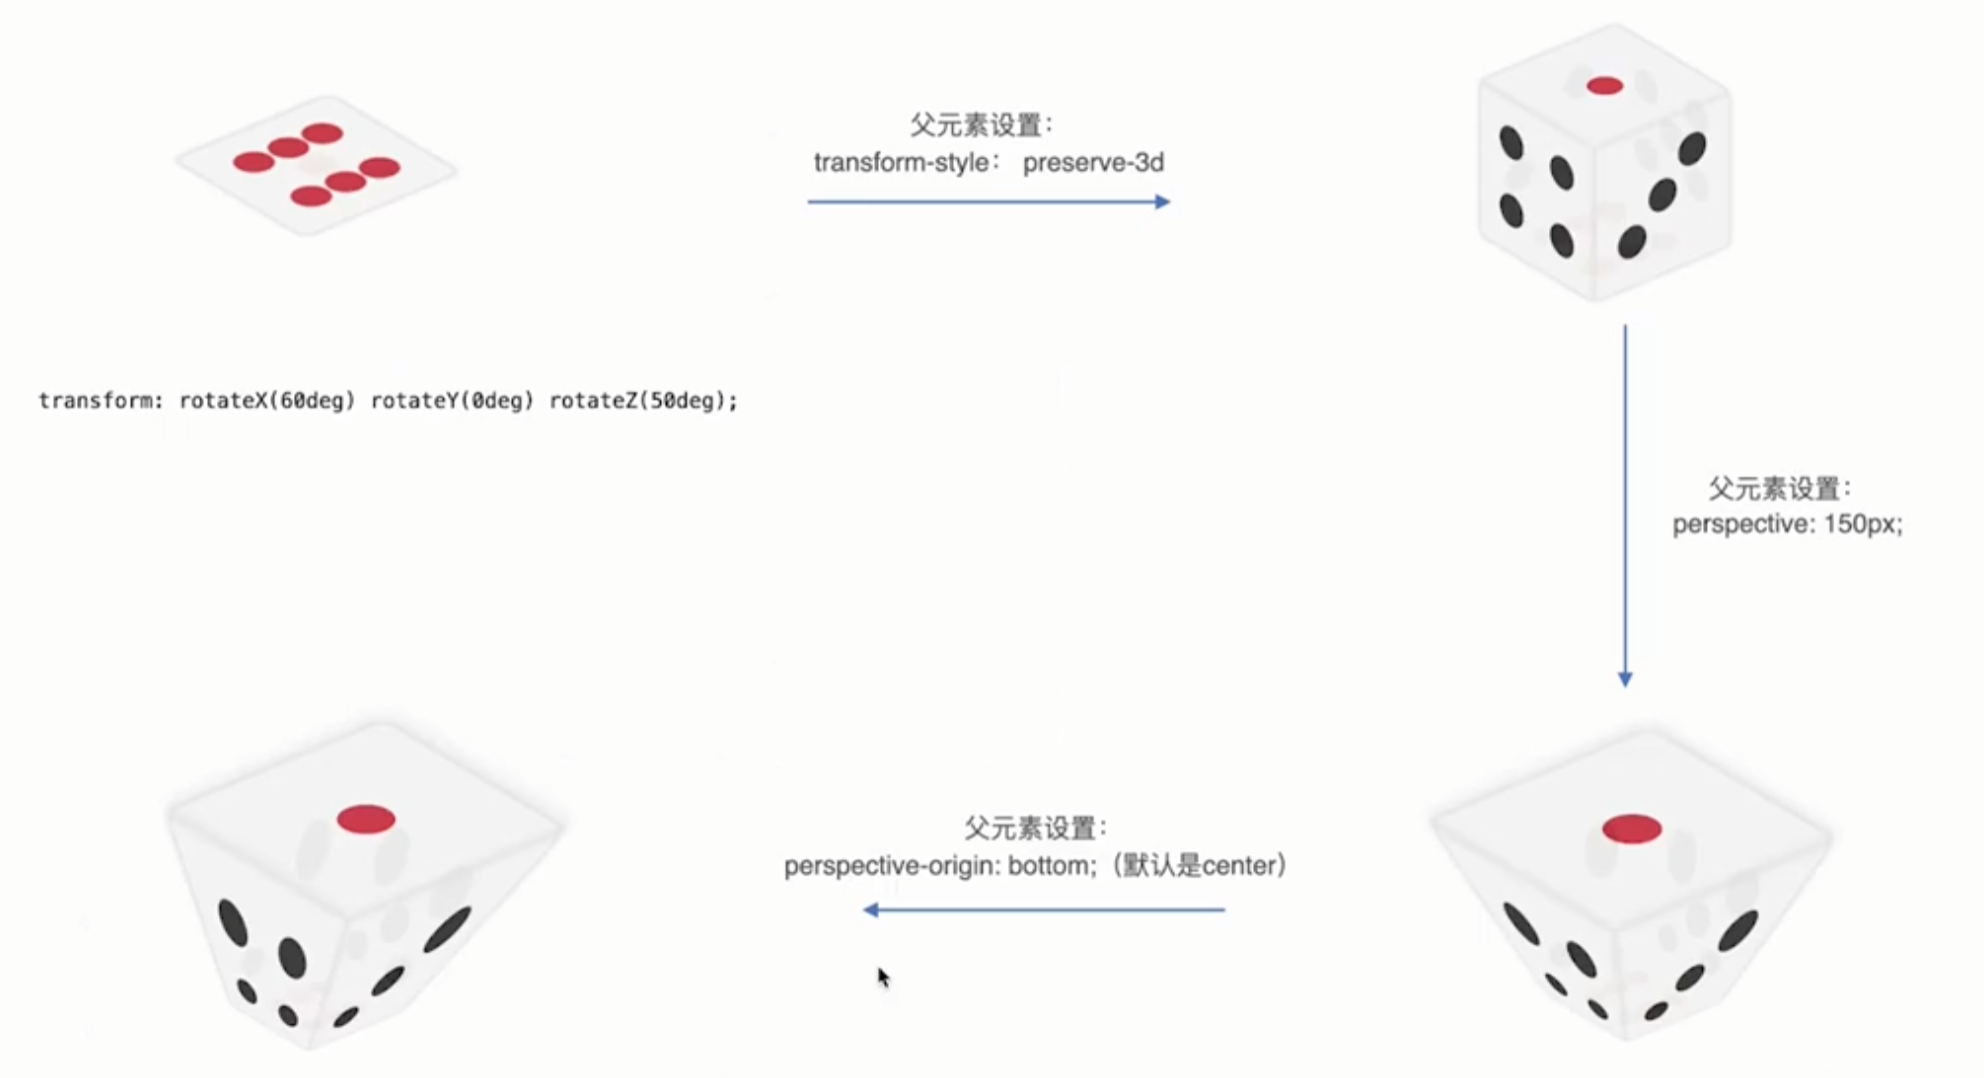 父元素设置：
transform-style： preserve-3d
transform: rotateX(60deg) rotateY(0deg) rotateZ(50deg);
父元素设置：
perspective: 150px;
父元素设置：
perspective-origin: bottom;（默认是center）